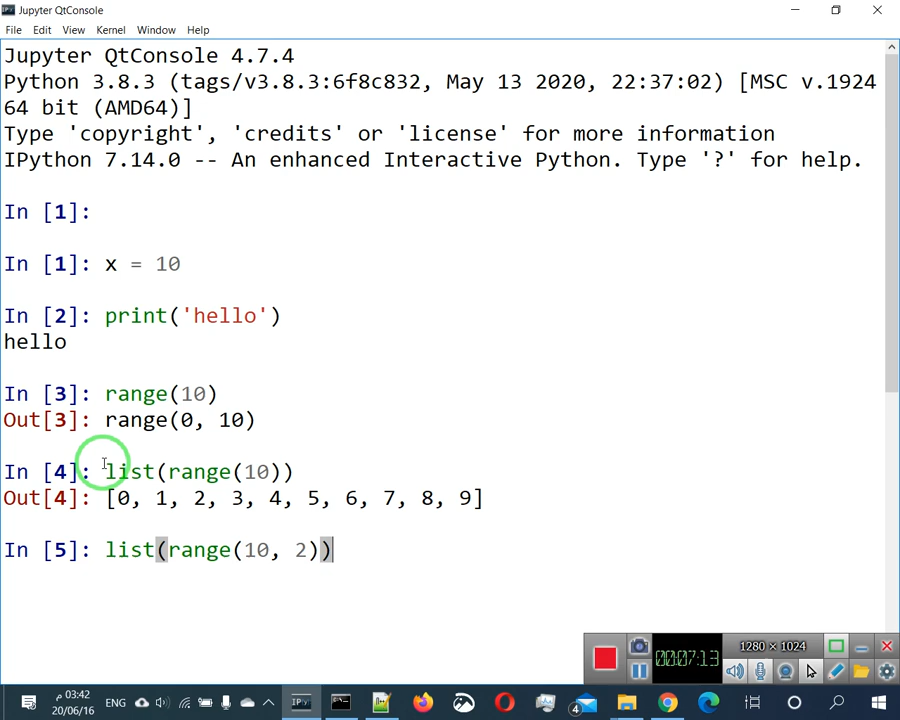 IP[y]: Jupyter QtConsole
File Edit View Kernel Window Help
Jupyter QtConsole 4.7.4
Python 3.8.3 (tags/v3.8.3:6f8c832, May 13 2020, 22:37:02) [MSC v.1924
64 bit (AMD64)]
Type 'copyright', 'credits' or 'license' for more information
IPython 7.14.0 -- An enhanced Interactive Python. Type '?' for help.
In [1]:
In [1]: x = 10
In [2]: print('hello')
hello
In [3]: range(10)
Out[3]: range(0, 10)
In [4]: list(range(10))
Out[4]: [0, 1, 2, 3, 4, 5, 6, 7, 8, 9]
In [5]: list(range(10, 2))
00:07:13
1280 × 1024
03:42 م
20/06/16
ENG
4